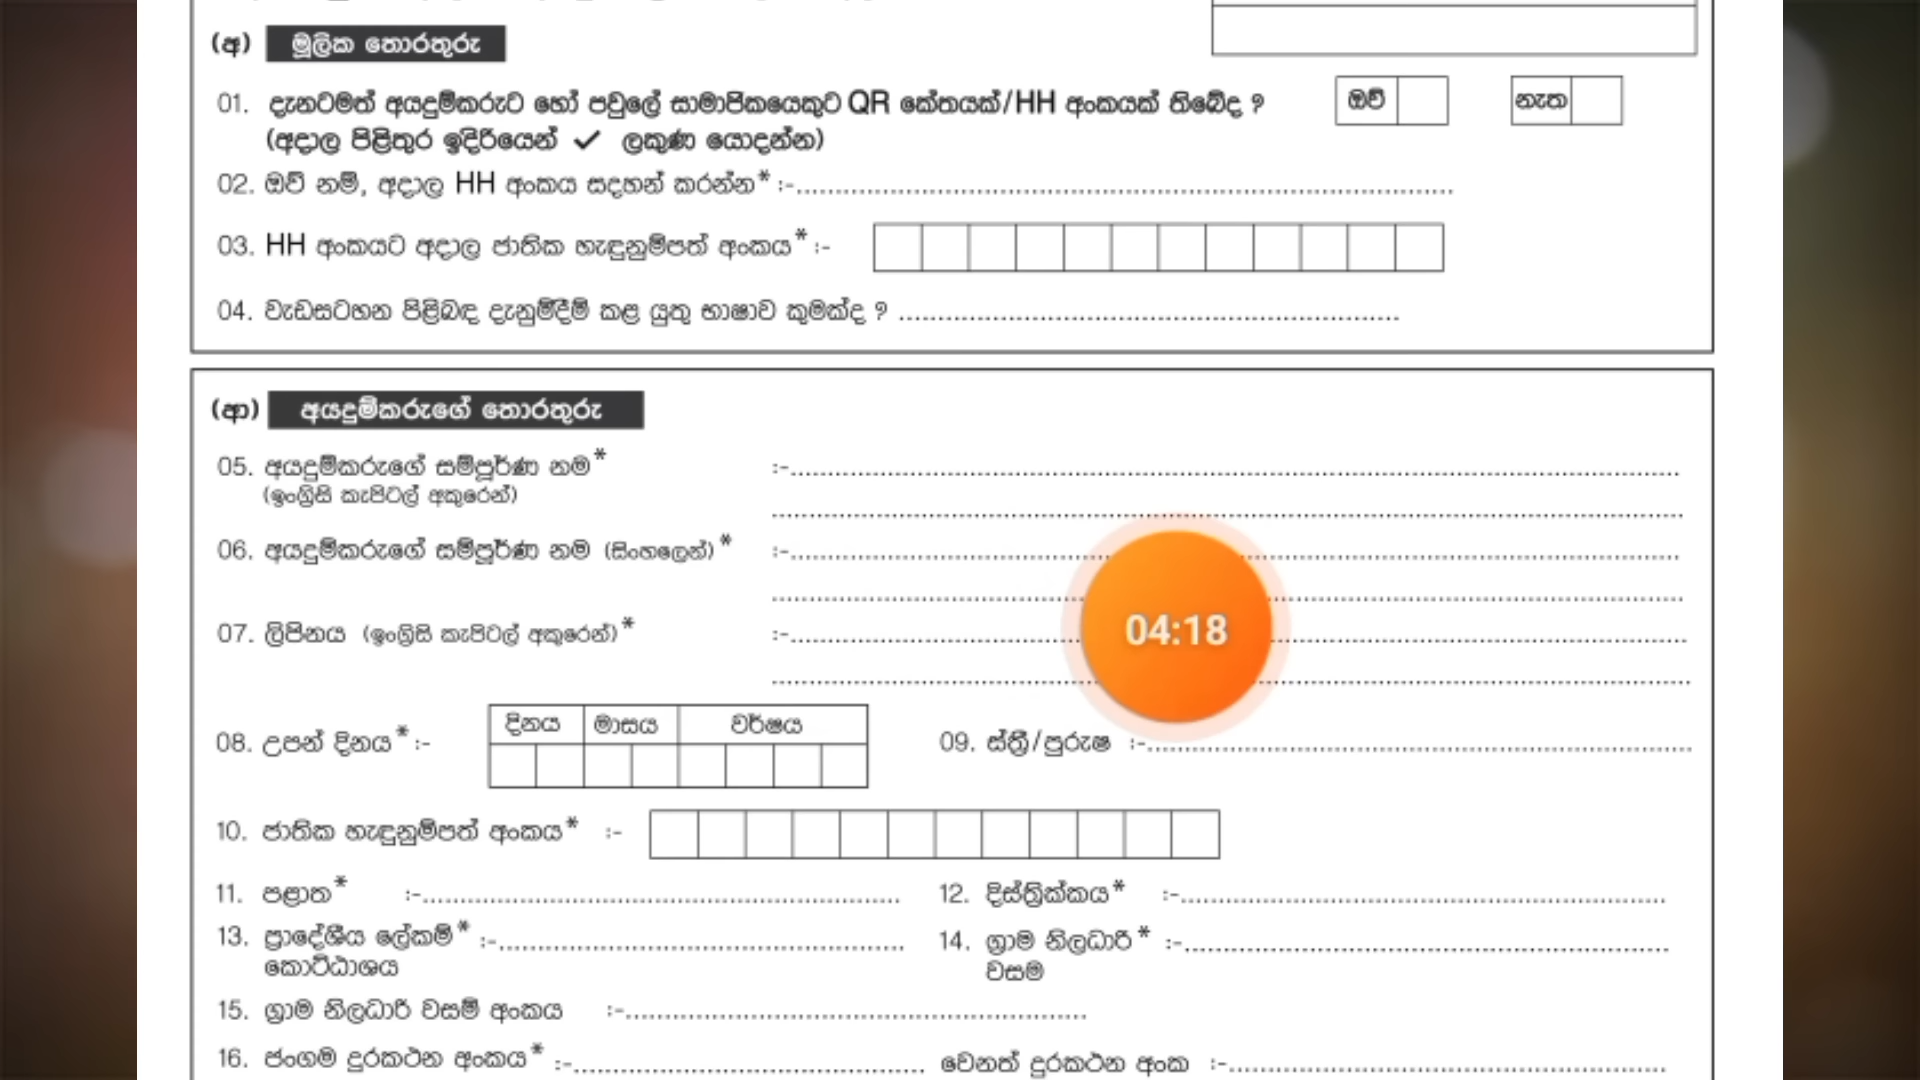 (අ) මූලික තොරතුරු
01. දැනටමත් අයදුම්කරුට හෝ පවුලේ සාමාජිකයෙකුට QR කේතයක්/HH අංකයක් තිබේද ? ඔව් නැත
(අදාල පිළිතුර ඉදිරියෙන් ✓ ලකුණ යොදන්න)
02. ඔව් නම්, අදාල HH අංකය සදහන් කරන්න* :-
03. HH අංකයට අදාල ජාතික හැඳුනුම්පත් අංකය* :-
04. වැඩසටහන පිළිබඳ දැනුම්දීම් කළ යුතු භාෂාව කුමක්ද ?
(ආ) අයදුම්කරුගේ තොරතුරු
05. අයදුම්කරුගේ සම්පූර්ණ නම* :-
(ඉංග්‍රිසි කැපිටල් අකුරෙන්)
06. අයදුම්කරුගේ සම්පූර්ණ නම (සිංහලෙන්)* :-
07. ලිපිනය (ඉංග්‍රිසි කැපිටල් අකුරෙන්)* :-
04:18
දිනය මාසය වර්ෂය
08. උපන් දිනය* :- 09. ස්ත්‍රී/පුරුෂ :-
10. ජාතික හැඳුනුම්පත් අංකය* :-
11. පළාත* :- 12. දිස්ත්‍රික්කය* :-
13. ප්‍රාදේශීය ලේකම්* :- 14. ග්‍රාම නිලධාරී* :-
කොට්ඨාශය වසම
15. ග්‍රාම නිලධාරී වසම් අංකය :-
16. ජංගම දුරකථන අංකය* :- වෙනත් දුරකථන අංක :-